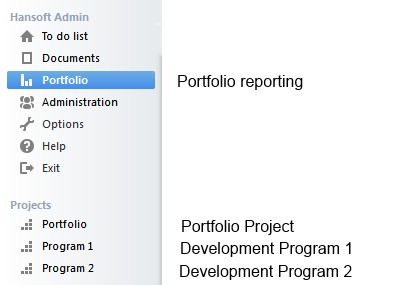 Hansoft Admin
To do list
Documents
Portfolio Portfolio reporting
Administration
Options
Help
Exit
Projects
Portfolio Portfolio Project
Program 1 Development Program 1
Program 2 Development Program 2